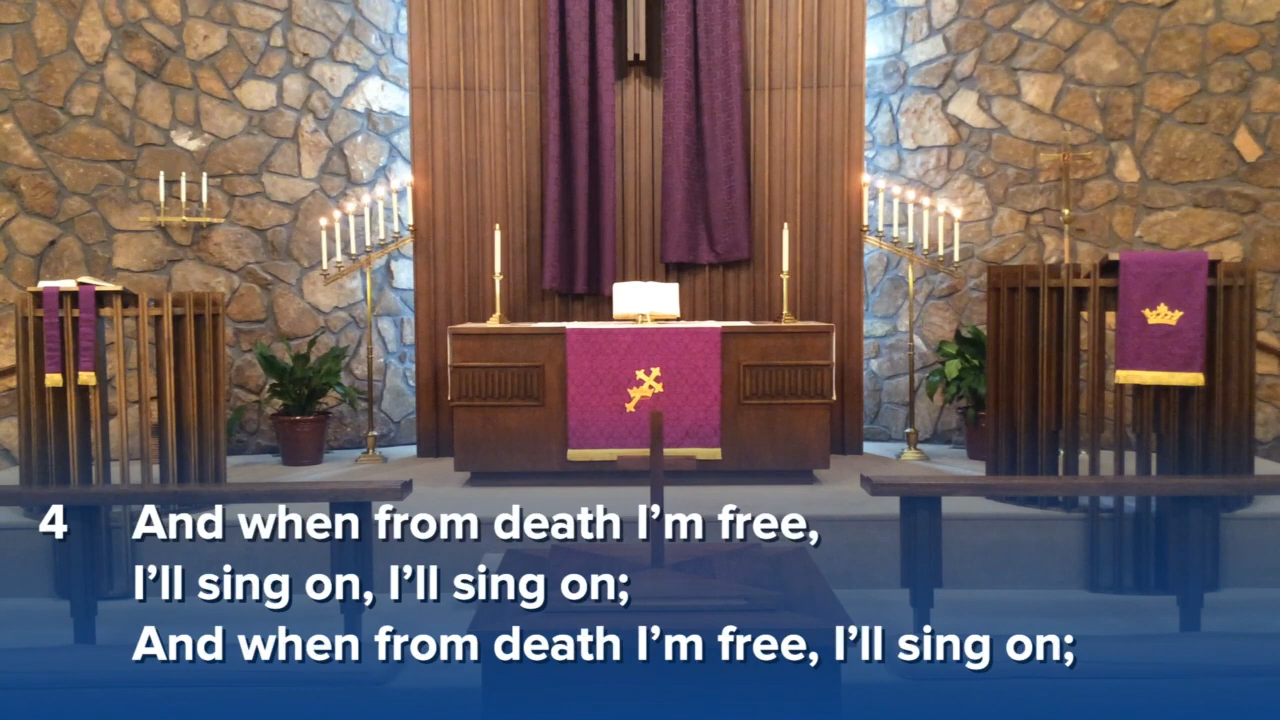 4 And when from death I’m free,
I’ll sing on, I’ll sing on;
And when from death I’m free, I’ll sing on;